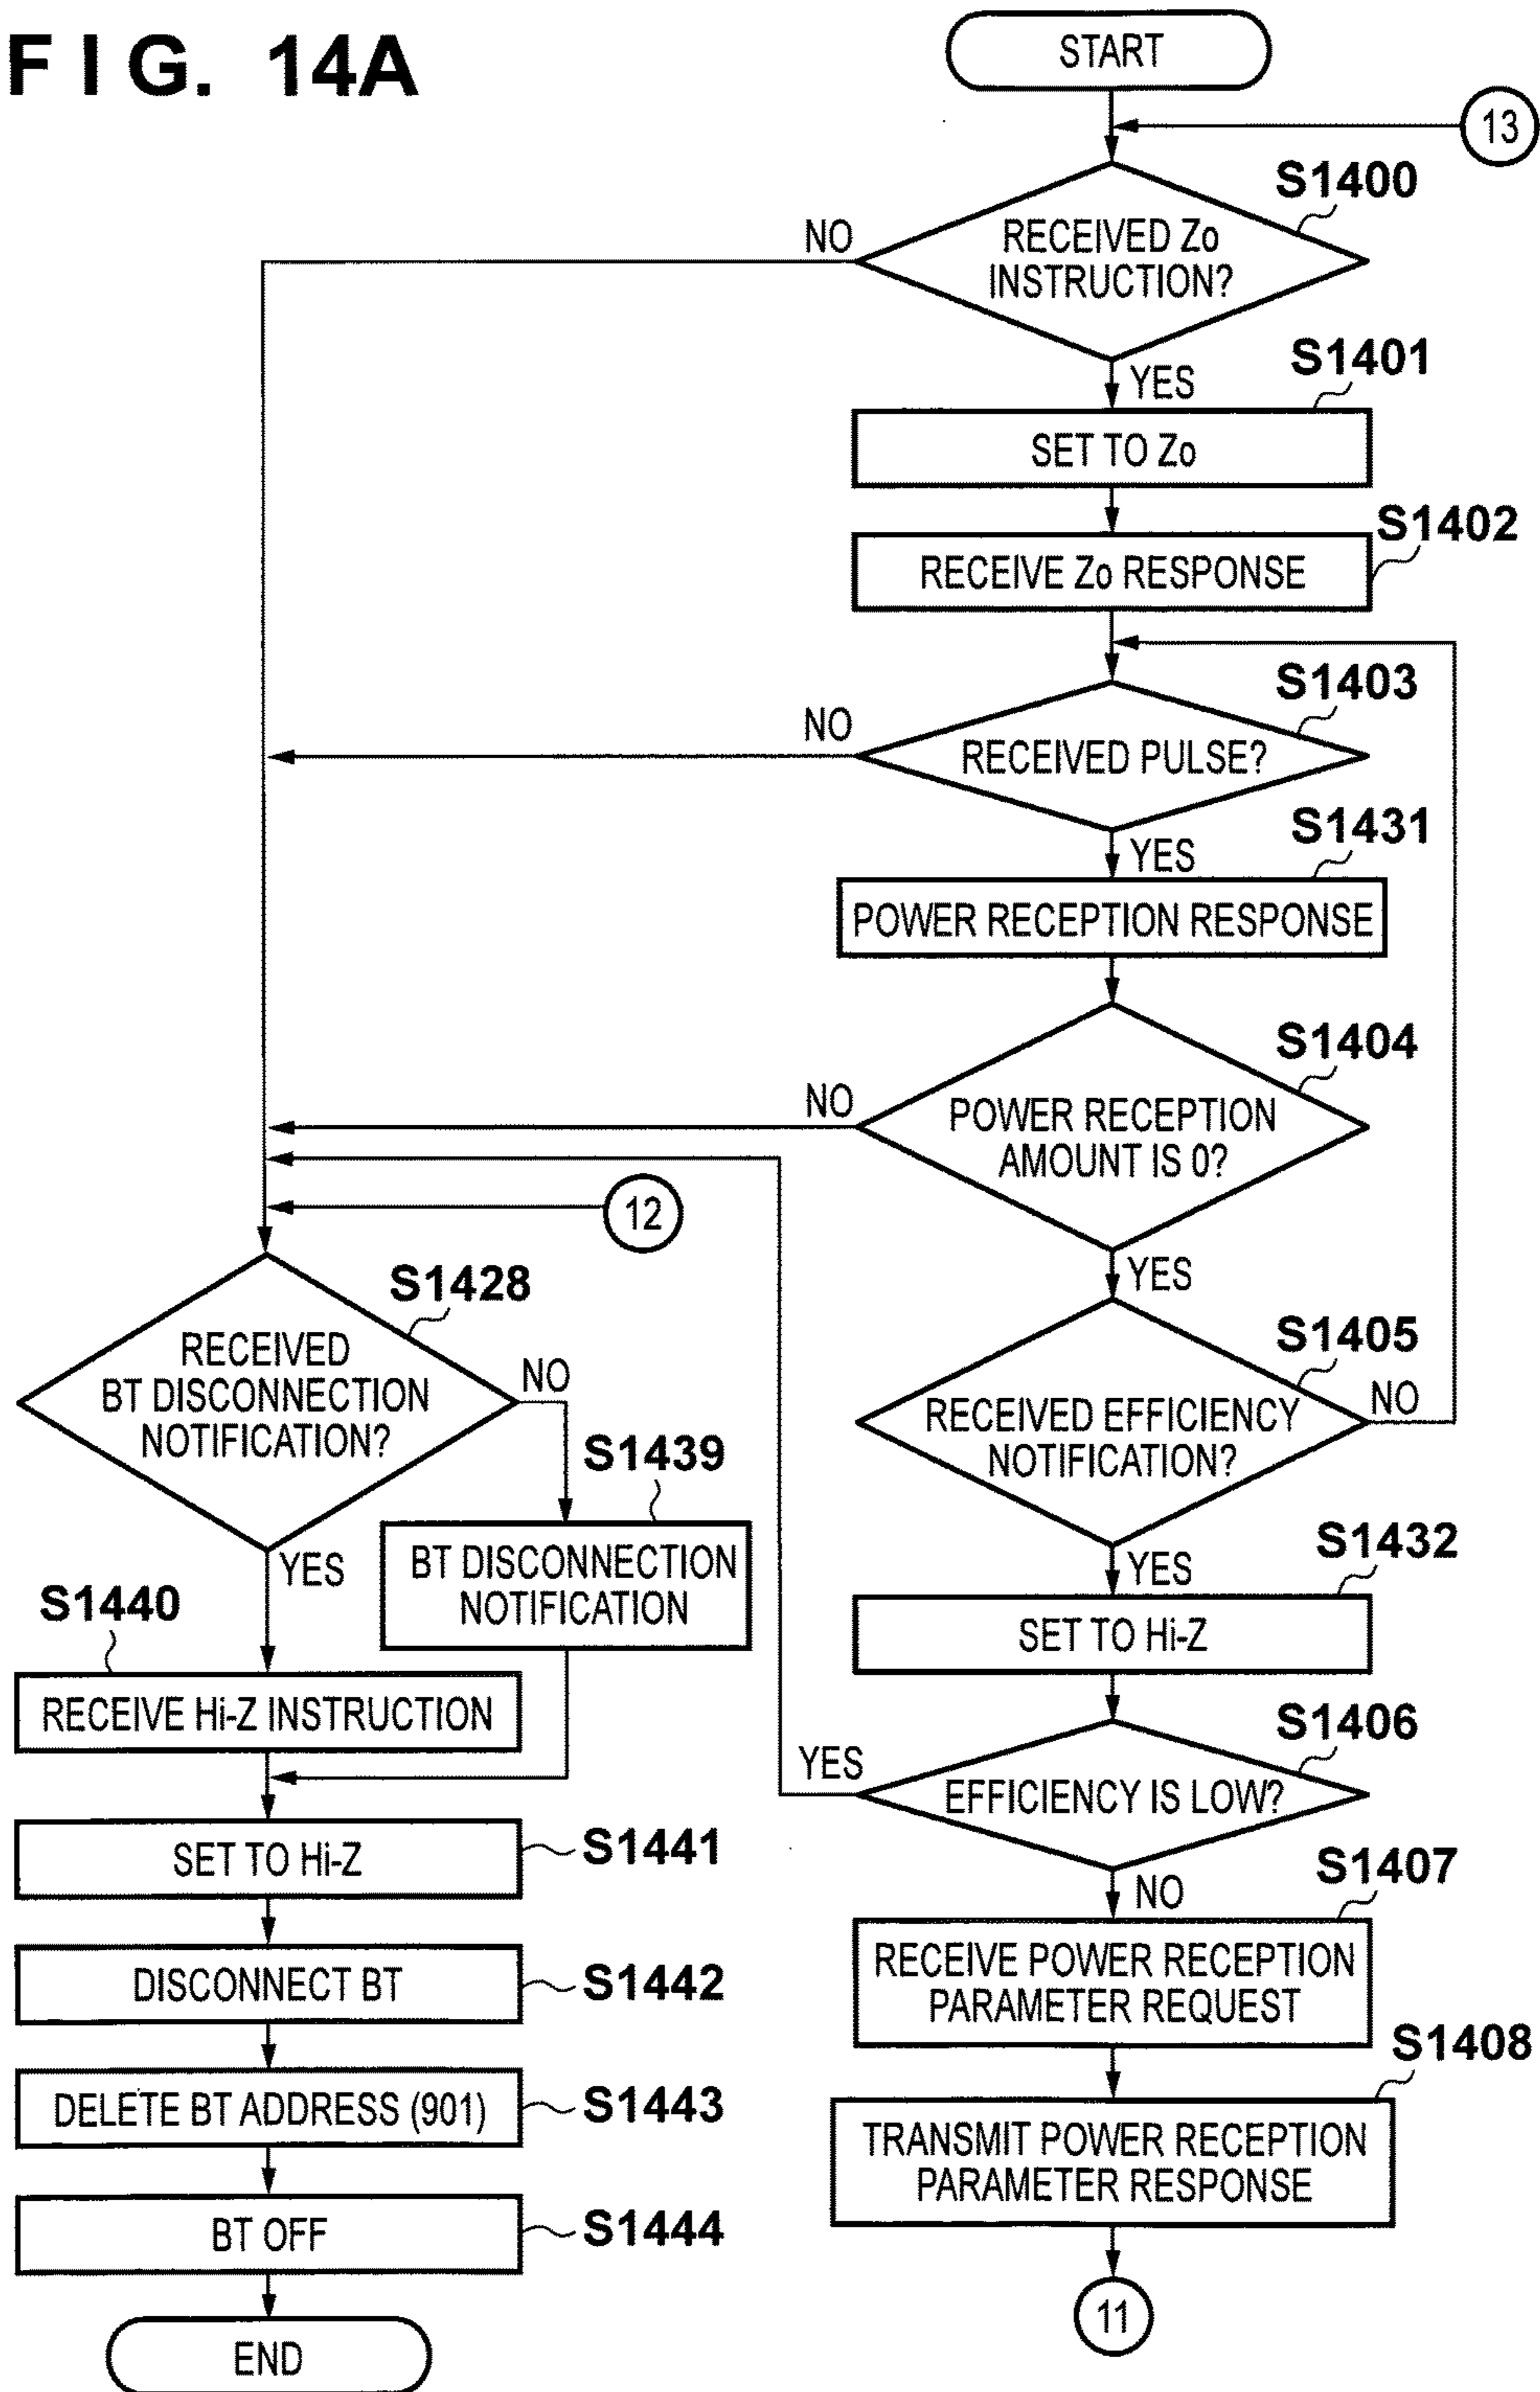 FIG. 14A
START
13
S1400
RECEIVED Zo
INSTRUCTION?
NO
YES
S1401
SET TO Zo
S1402
RECEIVE Zo RESPONSE
S1403
RECEIVED PULSE?
NO
YES
S1431
POWER RECEPTION RESPONSE
S1404
POWER RECEPTION
AMOUNT IS 0?
NO
YES
12
S1405
RECEIVED EFFICIENCY
NOTIFICATION?
NO
YES
S1432
SET TO Hi-Z
S1406
EFFICIENCY IS LOW?
YES
NO
S1407
RECEIVE POWER RECEPTION
PARAMETER REQUEST
S1408
TRANSMIT POWER RECEPTION
PARAMETER RESPONSE
11
S1428
RECEIVED
BT DISCONNECTION
NOTIFICATION?
NO
YES
S1439
BT DISCONNECTION
NOTIFICATION
S1440
RECEIVE Hi-Z INSTRUCTION
SET TO Hi-Z
S1441
DISCONNECT BT
S1442
DELETE BT ADDRESS (901)
S1443
BT OFF
S1444
END